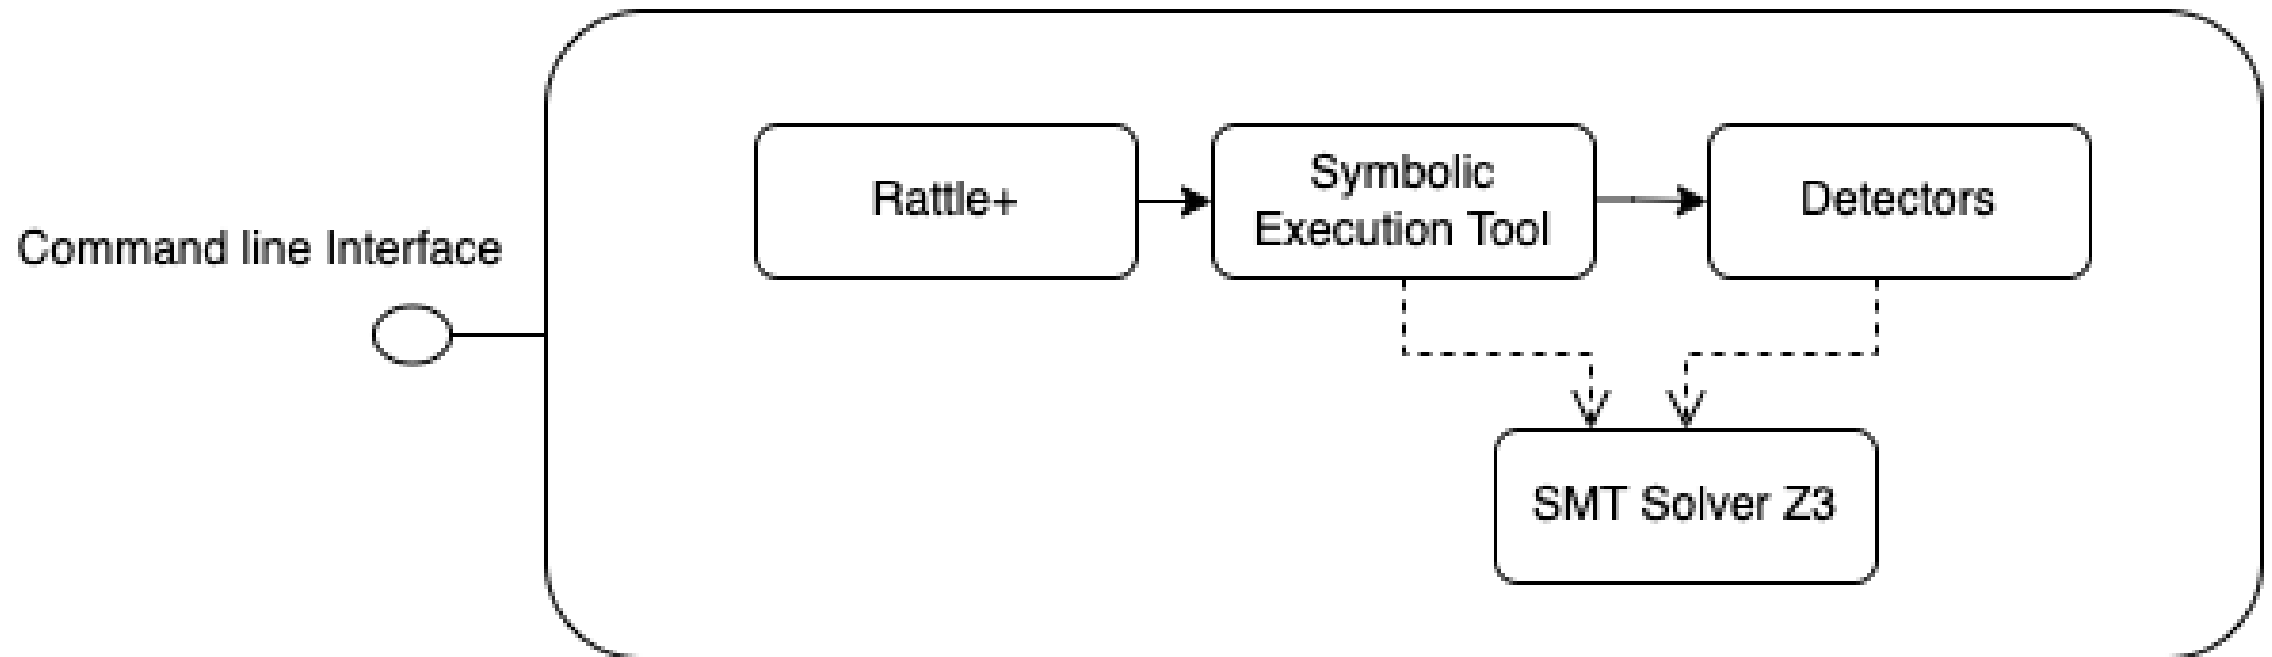 Command line Interface
Rattle+
Symbolic
Execution Tool
Detectors
SMT Solver Z3